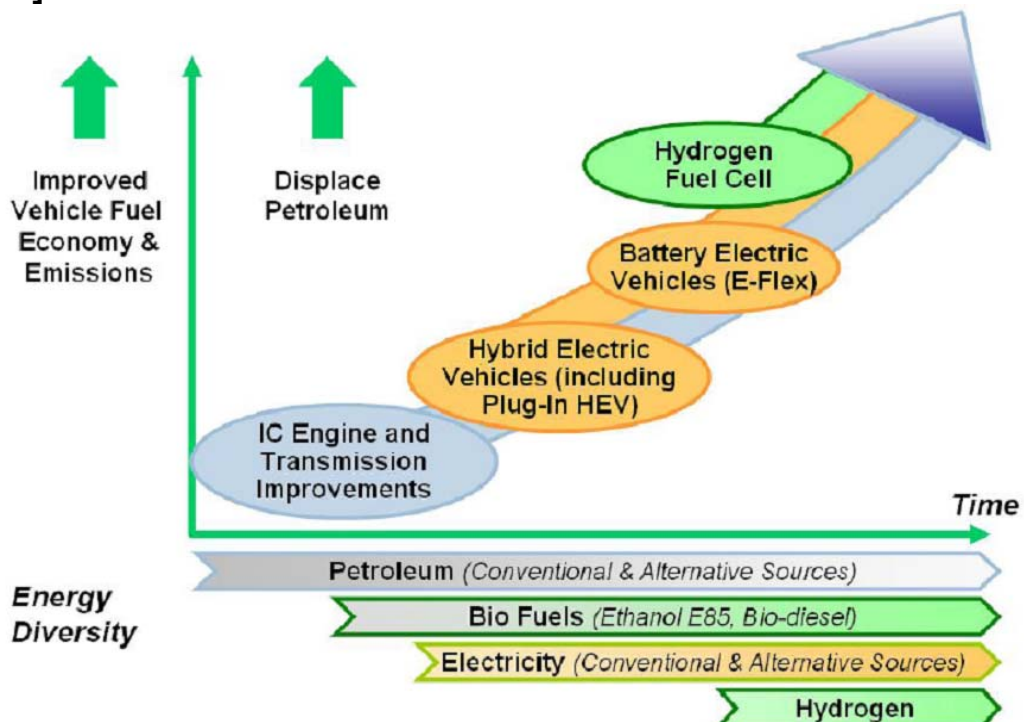 Improved
Vehicle Fuel
Economy &
Emissions
Displace
Petroleum
Hydrogen
Fuel Cell
Battery Electric
Vehicles (E-Flex)
Hybrid Electric
Vehicles (including
Plug-In HEV)
IC Engine and
Transmission
Improvements
Time
Energy
Diversity
Petroleum (Conventional & Alternative Sources)
Bio Fuels (Ethanol E85, Bio-diesel)
Electricity (Conventional & Alternative Sources)
Hydrogen